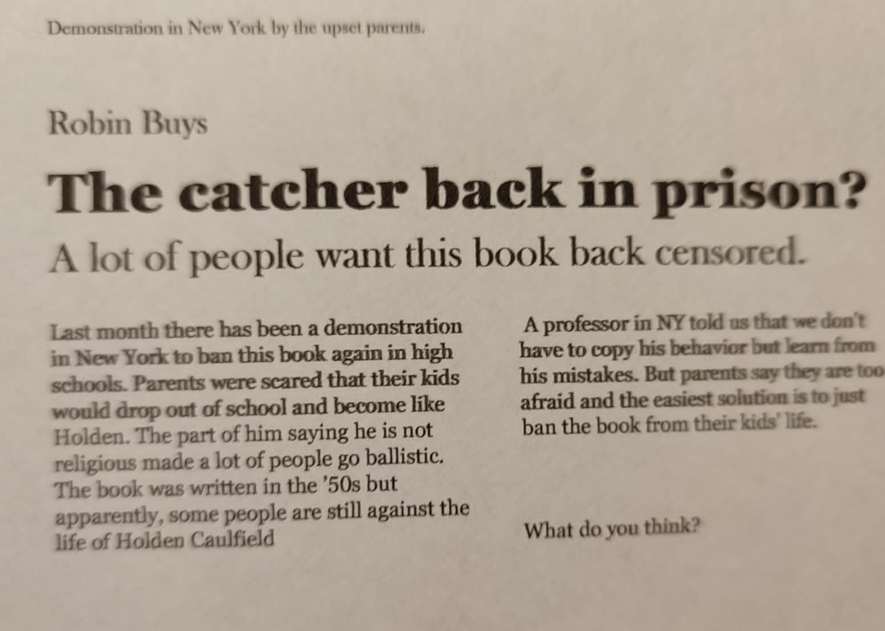 Demonstration in New York by the upset parents.
Robin Buys
The catcher back in prison?
A lot of people want this book back censored.
Last month there has been a demonstration
in New York to ban this book again in high
schools. Parents were scared that their kids
would drop out of school and become like
Holden. The part of him saying he is not
religious made a lot of people go ballistic.
The book was written in the '50s but
apparently, some people are still against the
life of Holden Caulfield
A professor in NY told us that we don't
have to copy his behavior but learn from
his mistakes. But parents say they are too
afraid and the easiest solution is to just
ban the book from their kids' life.
What do you think?